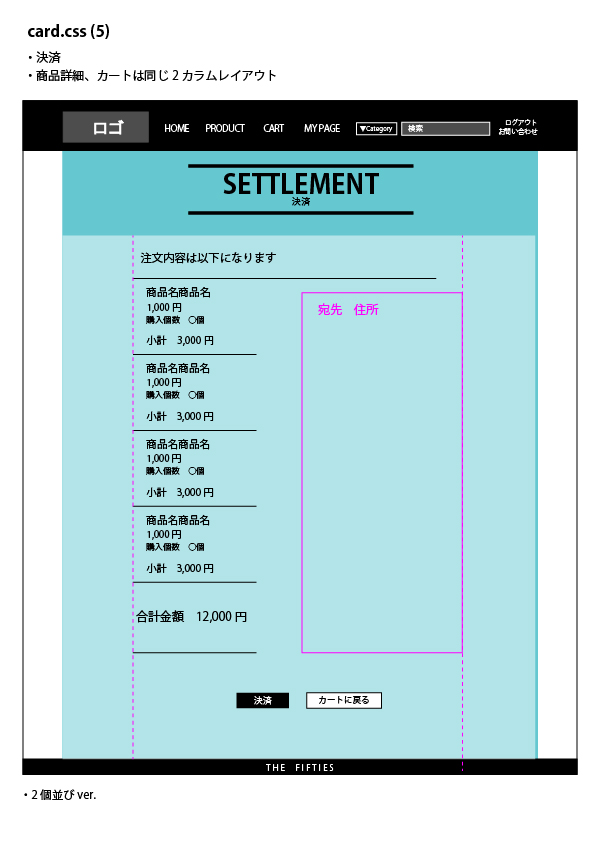 card.css (5)
・決済
・商品詳細、カートは同じ2カラムレイアウト
ロゴ HOME PRODUCT CART MY PAGE ▼Category 検索 ログアウト
お問い合わせ
SETTLEMENT
決済
注文内容は以下になります
商品名商品名
1,000 円
購入個数 ○個
小計 3,000 円
商品名商品名
1,000 円
購入個数 ○個
小計 3,000 円
商品名商品名
1,000 円
購入個数 ○個
小計 3,000 円
商品名商品名
1,000 円
購入個数 ○個
小計 3,000 円
合計金額 12,000 円
宛先 住所
決済 カートに戻る
THE FIFTIES
・2 個並び ver.